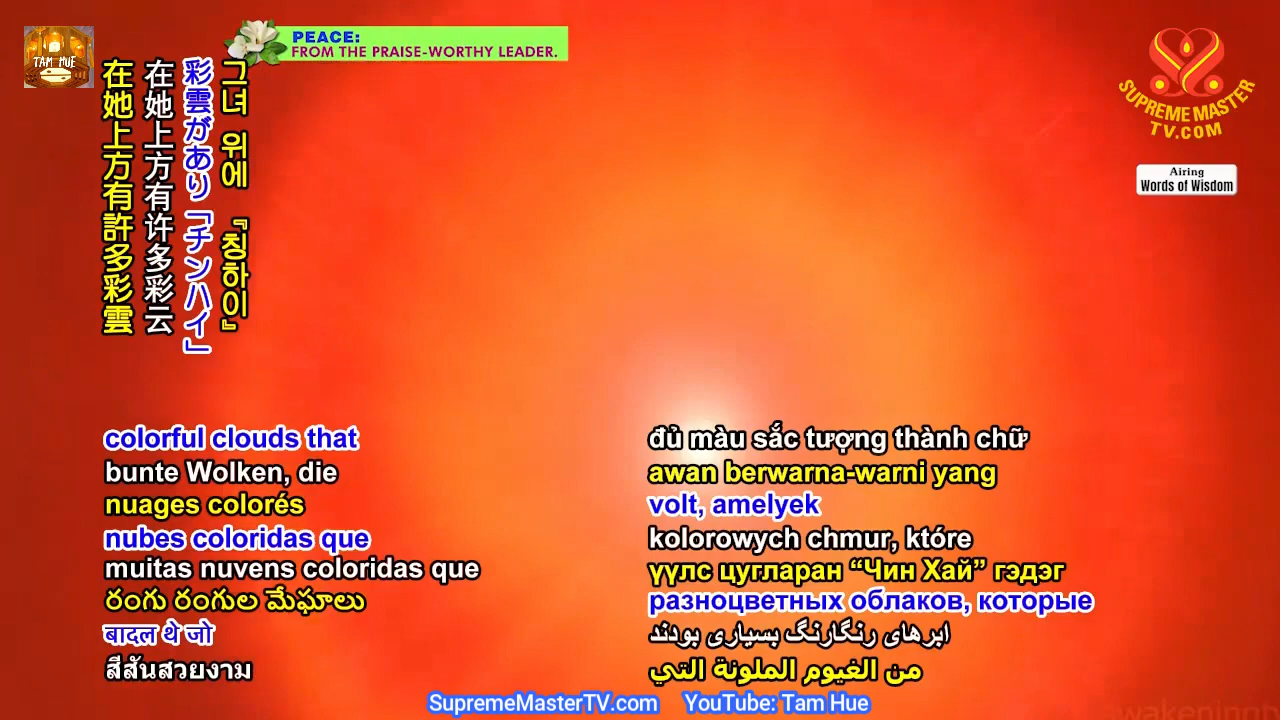 TAM HUE
PEACE:
FROM THE PRAISE-WORTHY LEADER.
SUPREME MASTER
TV.COM
Airing
Words of Wisdom
在她上方有許多彩雲
在她上方有许多彩云
彩雲があり「チンハイ」
그녀 위에 『칭하이』
colorful clouds that
bunte Wolken, die
nuages colorés
nubes coloridas que
muitas nuvens coloridas que
రంగు రంగుల మేఘాలు
बादल थे जो
สีสันสวยงาม
đủ màu sắc tượng thành chữ
awan berwarna-warni yang
volt, amelyek
kolorowych chmur, które
үүлс цугларан “Чин Хай” гэдэг
разноцветных облаков, которые
ابرهای رنگارنگ بسیاری بودند
من الغيوم الملونة التي
SupremeMasterTV.com YouTube: Tam Hue